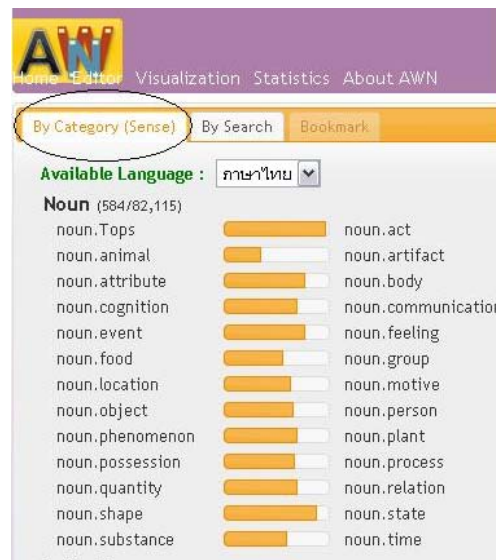 AWN
Home Editor Visualization Statistics About AWN
By Category (Sense) By Search Bookmark
Available Language : ภาษาไทย
Noun (584/82,115)
noun.Tops noun.act
noun.animal noun.artifact
noun.attribute noun.body
noun.cognition noun.communication
noun.event noun.feeling
noun.food noun.group
noun.location noun.motive
noun.object noun.person
noun.phenomenon noun.plant
noun.possession noun.process
noun.quantity noun.relation
noun.shape noun.state
noun.substance noun.time